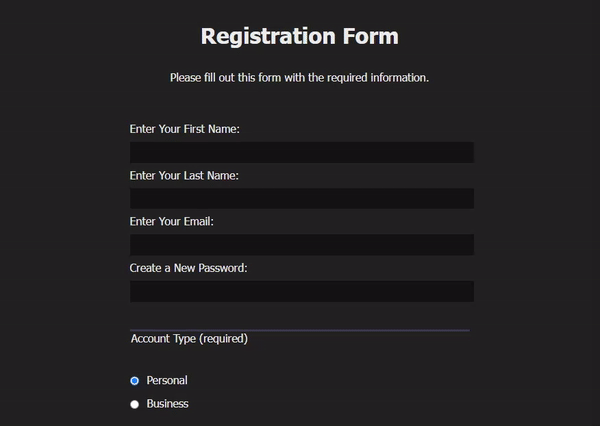 Registration Form
Please fill out this form with the required information.
Enter Your First Name:
Enter Your Last Name:
Enter Your Email:
Create a New Password:
Account Type (required)
Personal
Business